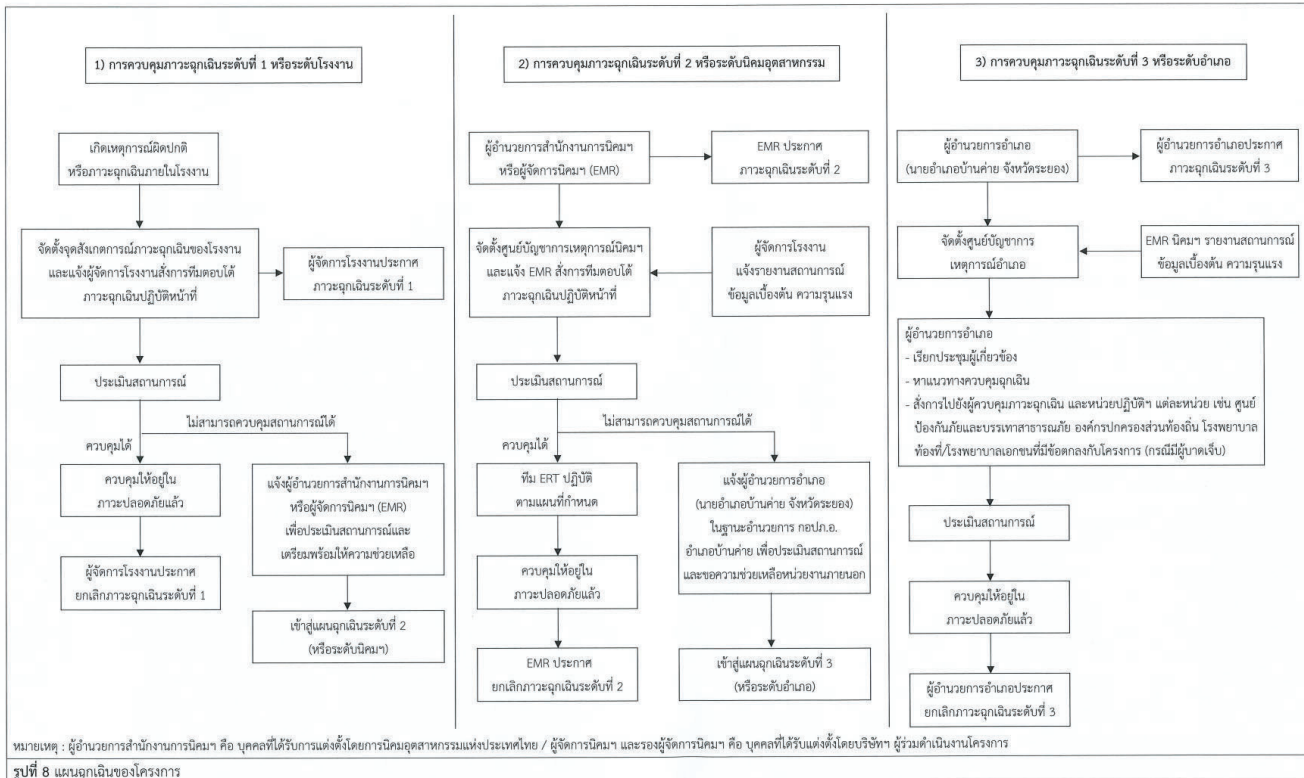 1) การควบคุมภาวะฉุกเฉินระดับที่ 1 หรือระดับโรงงาน
เกิดเหตุการณ์ผิดปกติ
หรือภาวะฉุกเฉินภายในโรงงาน
จัดตั้งจุดสังเกตการณ์ภาวะฉุกเฉินของโรงงาน
และแจ้งผู้จัดการโรงงานสั่งการทีมตอบโต้
ภาวะฉุกเฉินปฏิบัติหน้าที่
ผู้จัดการโรงงานประกาศ
ภาวะฉุกเฉินระดับที่ 1
ประเมินสถานการณ์
ไม่สามารถควบคุมสถานการณ์ได้
ควบคุมได้
ควบคุมให้อยู่ใน
ภาวะปลอดภัยแล้ว
ผู้จัดการโรงงานประกาศ
ยกเลิกภาวะฉุกเฉินระดับที่ 1
แจ้งผู้อำนวยการสำนักงานการนิคมฯ
หรือผู้จัดการนิคมฯ (EMR)
เพื่อประเมินสถานการณ์และ
เตรียมพร้อมให้ความช่วยเหลือ
เข้าสู่แผนฉุกเฉินระดับที่ 2
(หรือระดับนิคมฯ)
2) การควบคุมภาวะฉุกเฉินระดับที่ 2 หรือระดับนิคมอุตสาหกรรม
ผู้อำนวยการสำนักงานการนิคมฯ
หรือผู้จัดการนิคมฯ (EMR)
EMR ประกาศ
ภาวะฉุกเฉินระดับที่ 2
จัดตั้งศูนย์บัญชาการเหตุการณ์นิคมฯ
และแจ้ง EMR สั่งการทีมตอบโต้
ภาวะฉุกเฉินปฏิบัติหน้าที่
ผู้จัดการโรงงาน
แจ้งรายงานสถานการณ์
ข้อมูลเบื้องต้น ความรุนแรง
ประเมินสถานการณ์
ไม่สามารถควบคุมสถานการณ์ได้
ควบคุมได้
ทีม ERT ปฏิบัติ
ตามแผนที่กำหนด
ควบคุมให้อยู่ใน
ภาวะปลอดภัยแล้ว
EMR ประกาศ
ยกเลิกภาวะฉุกเฉินระดับที่ 2
แจ้งผู้อำนวยการอำเภอ
(นายอำเภอบ้านค่าย จังหวัดระยอง)
ในฐานะอำนวยการ กอปภ.อ.
อำเภอบ้านค่าย เพื่อประเมินสถานการณ์
และขอความช่วยเหลือหน่วยงานภายนอก
เข้าสู่แผนฉุกเฉินระดับที่ 3
(หรือระดับอำเภอ)
3) การควบคุมภาวะฉุกเฉินระดับที่ 3 หรือระดับอำเภอ
ผู้อำนวยการอำเภอ
(นายอำเภอบ้านค่าย จังหวัดระยอง)
ผู้อำนวยการอำเภอประกาศ
ภาวะฉุกเฉินระดับที่ 3
จัดตั้งศูนย์บัญชาการ
เหตุการณ์อำเภอ
EMR นิคมฯ รายงานสถานการณ์
ข้อมูลเบื้องต้น ความรุนแรง
ผู้อำนวยการอำเภอ
- เรียกประชุมผู้เกี่ยวข้อง
- หาแนวทางควบคุมฉุกเฉิน
- สั่งการไปยังผู้ควบคุมภาวะฉุกเฉิน และหน่วยปฏิบัติฯ แต่ละหน่วย เช่น ศูนย์
ป้องกันภัยและบรรเทาสาธารณภัย องค์กรปกครองส่วนท้องถิ่น โรงพยาบาล
ท้องที่/โรงพยาบาลเอกชนที่มีข้อตกลงกับโครงการ (กรณีมีผู้บาดเจ็บ)
ประเมินสถานการณ์
ควบคุมให้อยู่ใน
ภาวะปลอดภัยแล้ว
ผู้อำนวยการอำเภอประกาศ
ยกเลิกภาวะฉุกเฉินระดับที่ 3
หมายเหตุ : ผู้อำนวยการสำนักงานการนิคมฯ คือ บุคคลที่ได้รับการแต่งตั้งโดยการนิคมอุตสาหกรรมแห่งประเทศไทย / ผู้จัดการนิคมฯ และรองผู้จัดการนิคมฯ คือ บุคคลที่ได้รับแต่งตั้งโดยบริษัทฯ ผู้ร่วมดำเนินงานโครงการ
รูปที่ 8 แผนฉุกเฉินของโครงการ